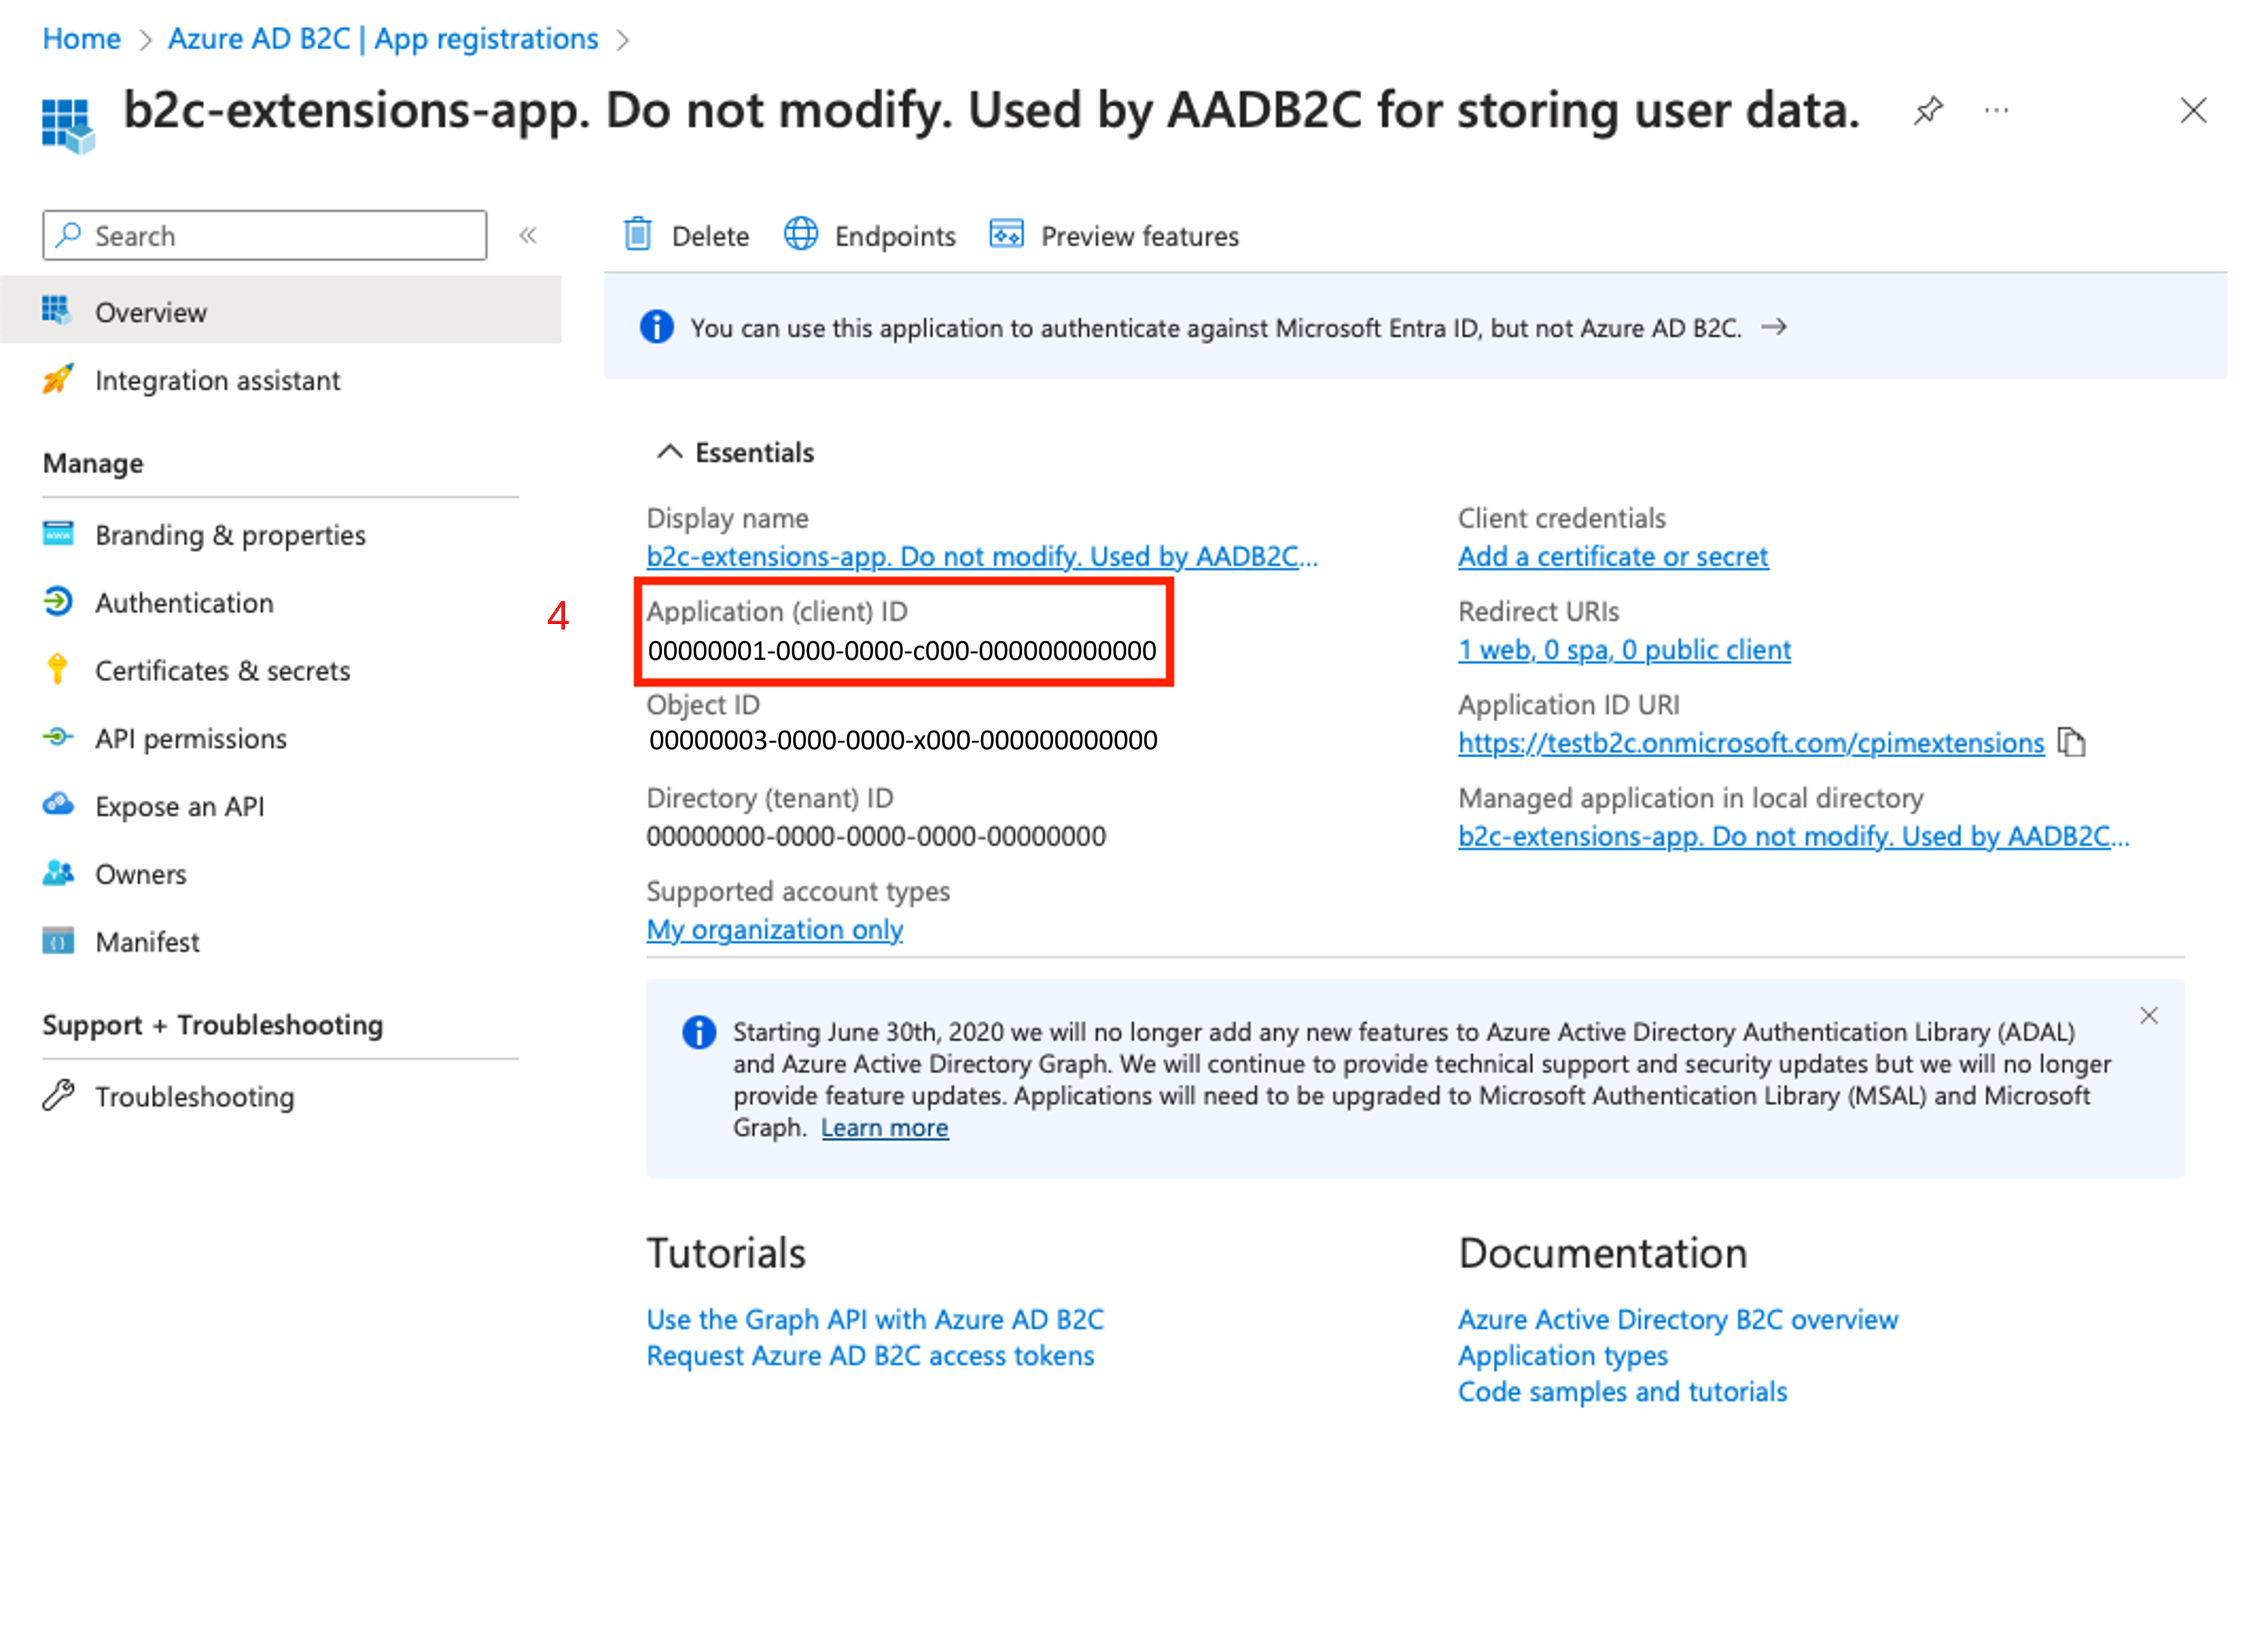 Home > Azure AD B2C | App registrations >
b2c-extensions-app. Do not modify. Used by AADB2C for storing user data.
Search
Overview
Integration assistant
Manage
Branding & properties
Authentication
Certificates & secrets
API permissions
Expose an API
Owners
Manifest
Support + Troubleshooting
Troubleshooting
Delete
Endpoints
Preview features
You can use this application to authenticate against Microsoft Entra ID, but not Azure AD B2C. →
Essentials
Display name
b2c-extensions-app. Do not modify. Used by AADB2C...
4
Application (client) ID
00000001-0000-0000-c000-000000000000
Object ID
00000003-0000-0000-x000-000000000000
Directory (tenant) ID
00000000-0000-0000-0000-00000000
Supported account types
My organization only
Client credentials
Add a certificate or secret
Redirect URIs
1 web, 0 spa, 0 public client
Application ID URI
https://testb2c.onmicrosoft.com/cpimextensions
Managed application in local directory
b2c-extensions-app. Do not modify. Used by AADB2C...
Starting June 30th, 2020 we will no longer add any new features to Azure Active Directory Authentication Library (ADAL)
and Azure Active Directory Graph. We will continue to provide technical support and security updates but we will no longer
provide feature updates. Applications will need to be upgraded to Microsoft Authentication Library (MSAL) and Microsoft
Graph. Learn more
Tutorials
Use the Graph API with Azure AD B2C
Request Azure AD B2C access tokens
Documentation
Azure Active Directory B2C overview
Application types
Code samples and tutorials